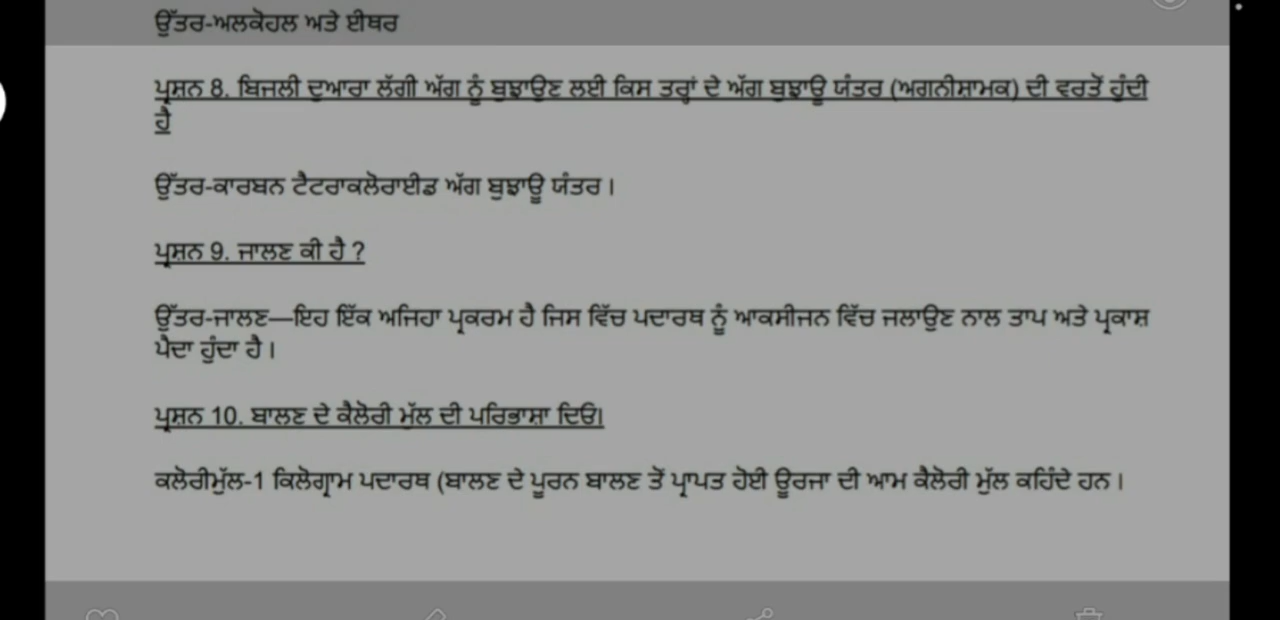 ਉੱਤਰ-ਅਲਕੋਹਲ ਅਤੇ ਈਥਰ
ਪ੍ਰਸ਼ਨ 8. ਬਿਜਲੀ ਦੁਆਰਾ ਲੱਗੀ ਅੱਗ ਨੂੰ ਬੁਝਾਉਣ ਲਈ ਕਿਸ ਤਰ੍ਹਾਂ ਦੇ ਅੱਗ ਬੁਝਾਊ ਯੰਤਰ (ਅਗਨੀਸ਼ਾਮਕ) ਦੀ ਵਰਤੋਂ ਹੁੰਦੀ
ਹੈ
ਉੱਤਰ-ਕਾਰਬਨ ਟੈਟਰਾਕਲੋਰਾਈਡ ਅੱਗ ਬੁਝਾਊ ਯੰਤਰ।
ਪ੍ਰਸ਼ਨ 9. ਜਾਲਣ ਕੀ ਹੈ ?
ਉੱਤਰ-ਜਾਲਣ—ਇਹ ਇੱਕ ਅਜਿਹਾ ਪ੍ਰਕਰਮ ਹੈ ਜਿਸ ਵਿੱਚ ਪਦਾਰਥ ਨੂੰ ਆਕਸੀਜਨ ਵਿੱਚ ਜਲਾਉਣ ਨਾਲ ਤਾਪ ਅਤੇ ਪ੍ਰਕਾਸ਼
ਪੈਦਾ ਹੁੰਦਾ ਹੈ।
ਪ੍ਰਸ਼ਨ 10. ਬਾਲਣ ਦੇ ਕੈਲੋਰੀ ਮੁੱਲ ਦੀ ਪਰਿਭਾਸ਼ਾ ਦਿਓ।
ਕਲੋਰੀਮੁੱਲ-1 ਕਿਲੋਗ੍ਰਾਮ ਪਦਾਰਥ (ਬਾਲਣ ਦੇ ਪੂਰਨ ਬਾਲਣ ਤੋਂ ਪ੍ਰਾਪਤ ਹੋਈ ਊਰਜਾ ਦੀ ਆਮ ਕੈਲੋਰੀ ਮੁੱਲ ਕਹਿੰਦੇ ਹਨ।